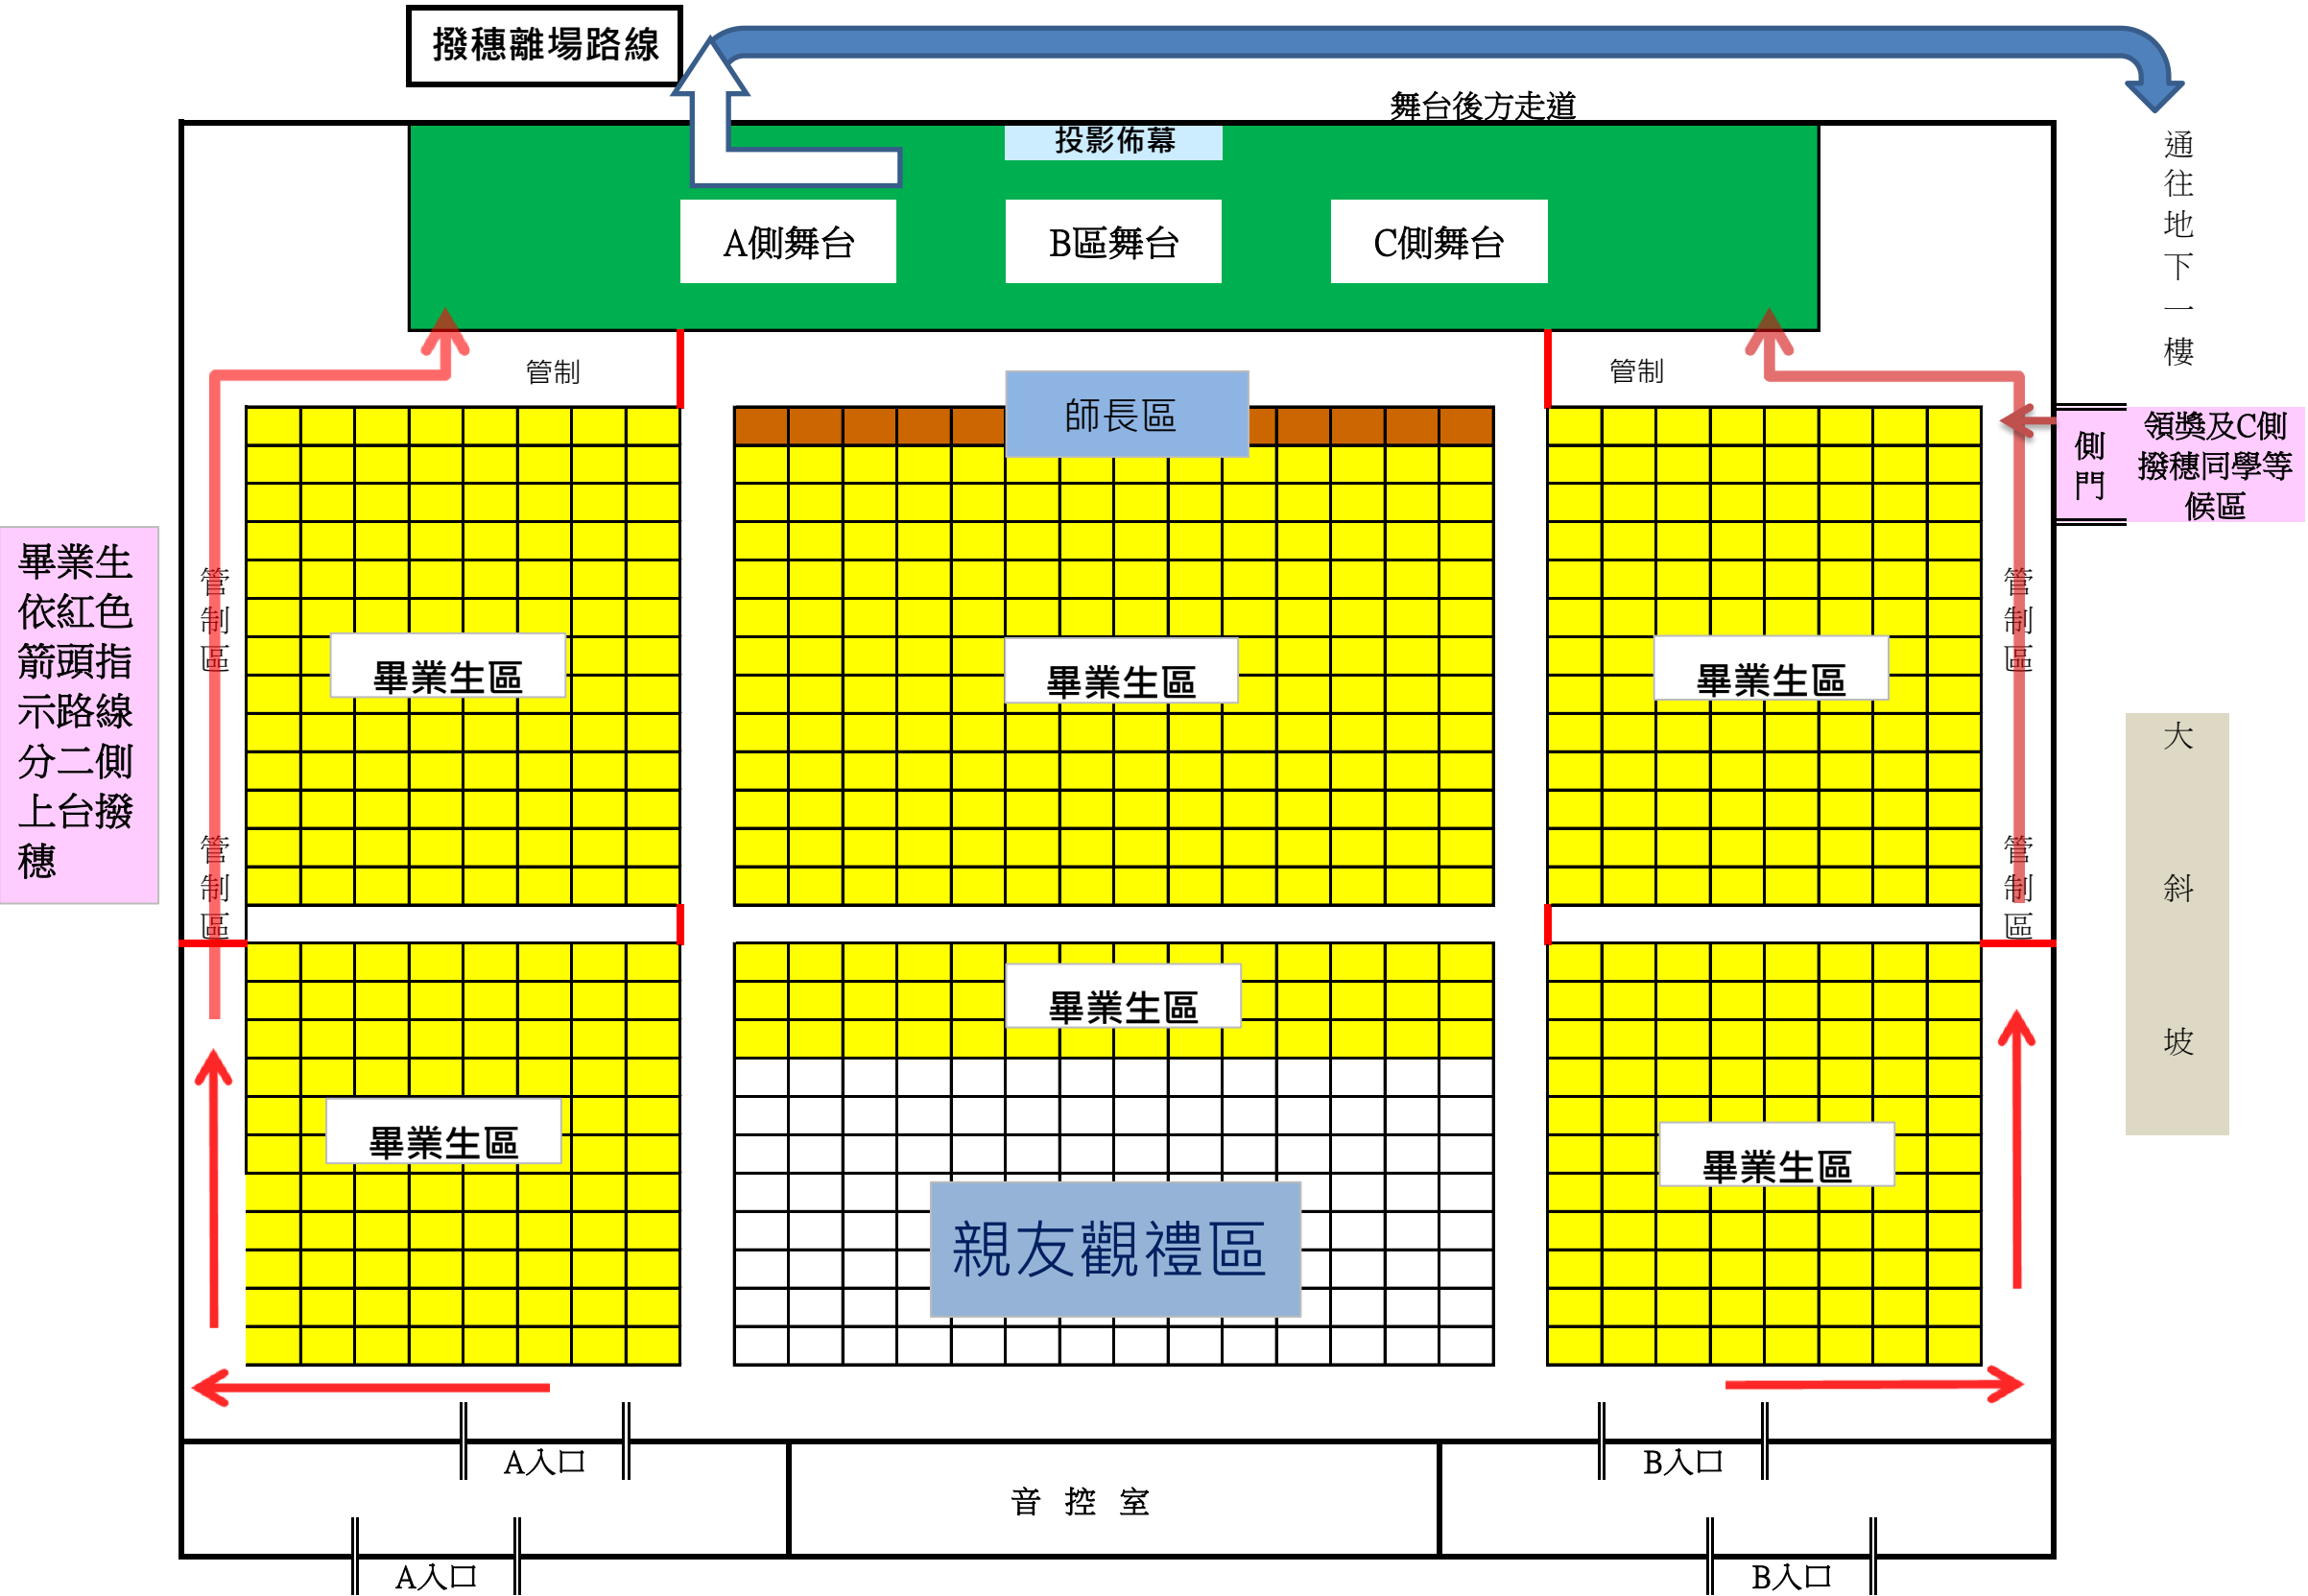 撥穗離場路線
舞台後方走道
投影佈幕
通往地下一樓
A側舞台
B區舞台
C側舞台
管制
管制
師長區
側門
領獎及C側
撥穗同學等
候區
畢業生
依紅色
箭頭指
示路線
分二側
上台撥
穗
管制區
管制區
畢業生區
畢業生區
畢業生區
大斜坡
管制區
管制區
畢業生區
畢業生區
畢業生區
親友觀禮區
A入口
B入口
音控室
A入口
B入口